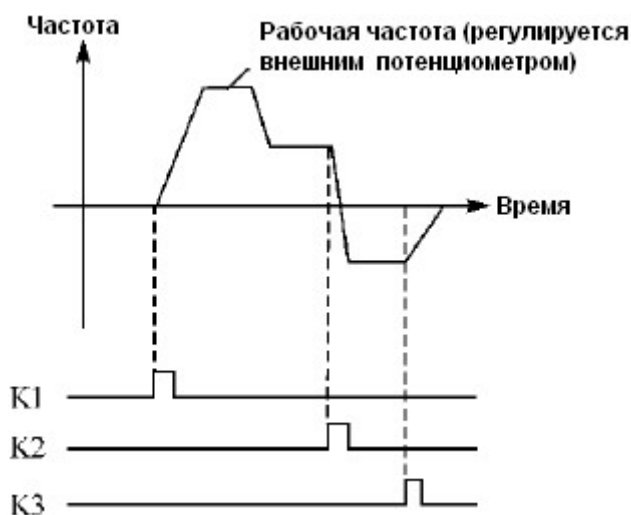 Частота
Рабочая частота (регулируется
внешним потенциометром)
Время
K1
K2
K3